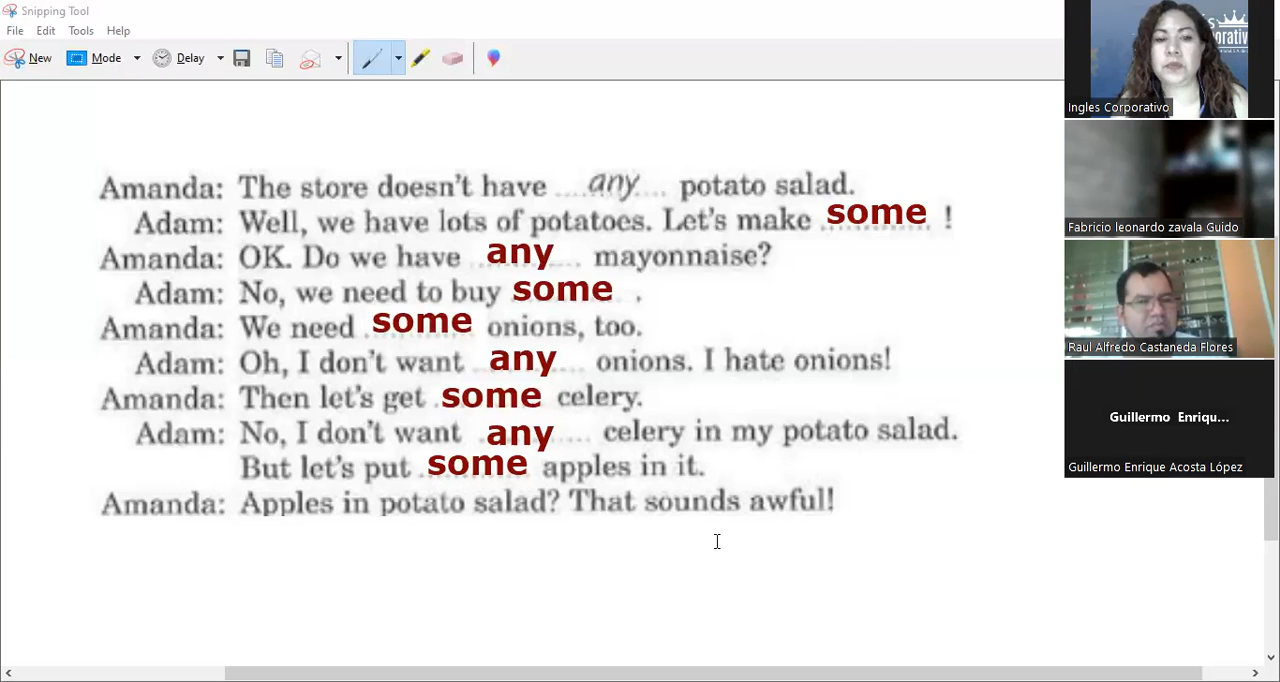 Snipping Tool
File Edit Tools Help
New Mode Delay
Amanda: The store doesn't have any potato salad.
Adam: Well, we have lots of potatoes. Let's make some !
Amanda: OK. Do we have any mayonnaise?
Adam: No, we need to buy some .
Amanda: We need some onions, too.
Adam: Oh, I don't want any onions. I hate onions!
Amanda: Then let's get some celery.
Adam: No, I don't want any celery in my potato salad.
But let's put some apples in it.
Amanda: Apples in potato salad? That sounds awful!
Ingles Corporativo
Fabricio leonardo zavala Guido
Raul Alfredo Castaneda Flores
Guillermo Enriqu...
Guillermo Enrique Acosta López